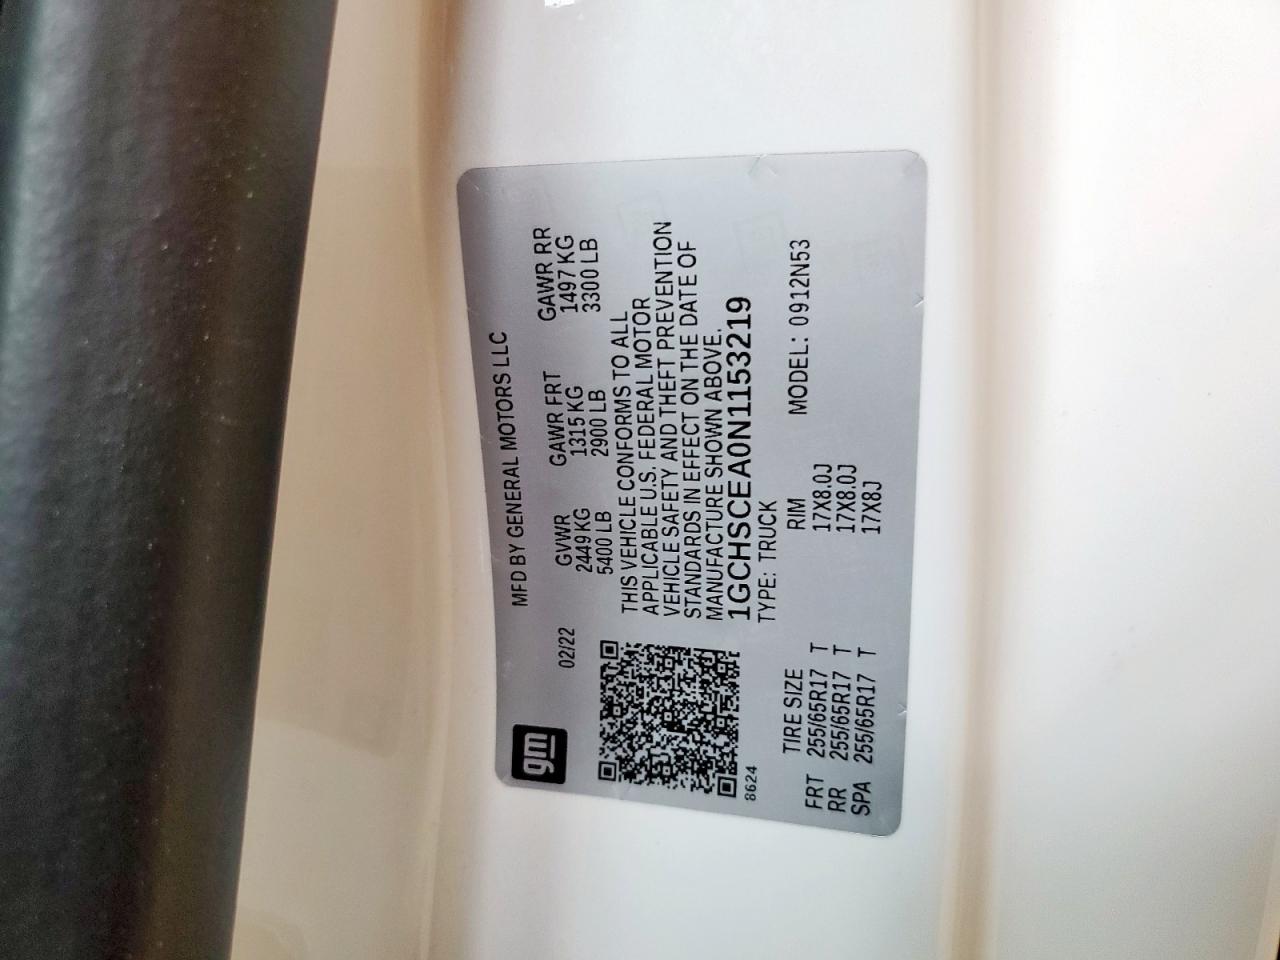 gm
MFD BY GENERAL MOTORS LLC
02/22
GVWR GAWR FRT GAWR RR
2449 KG 1315 KG 1497 KG
5400 LB 2900 LB 3300 LB
THIS VEHICLE CONFORMS TO ALL
APPLICABLE U.S. FEDERAL MOTOR
VEHICLE SAFETY AND THEFT PREVENTION
STANDARDS IN EFFECT ON THE DATE OF
MANUFACTURE SHOWN ABOVE.
1GCHSCEA0N1153219
8624
TYPE: TRUCK
TIRE SIZE RIM MODEL: 0912N53
FRT 255/65R17 T 17X8.0J
RR 255/65R17 T 17X8.0J
SPA 255/65R17 T 17X8J